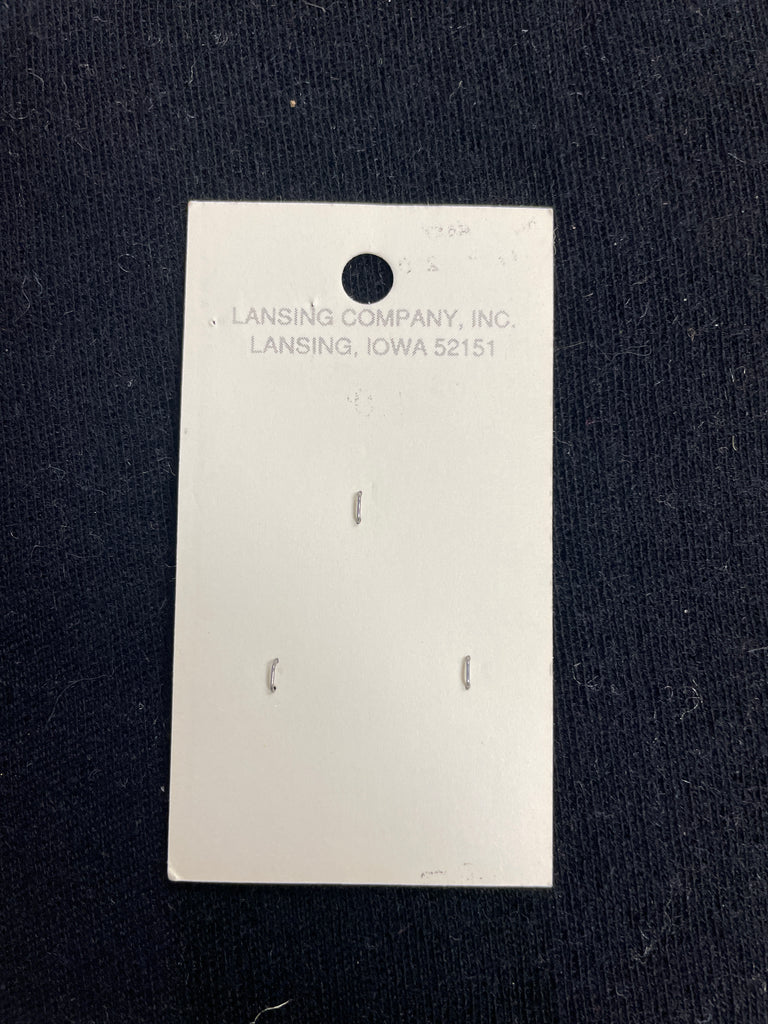 LANSING COMPANY, INC.
LANSING, IOWA 52151